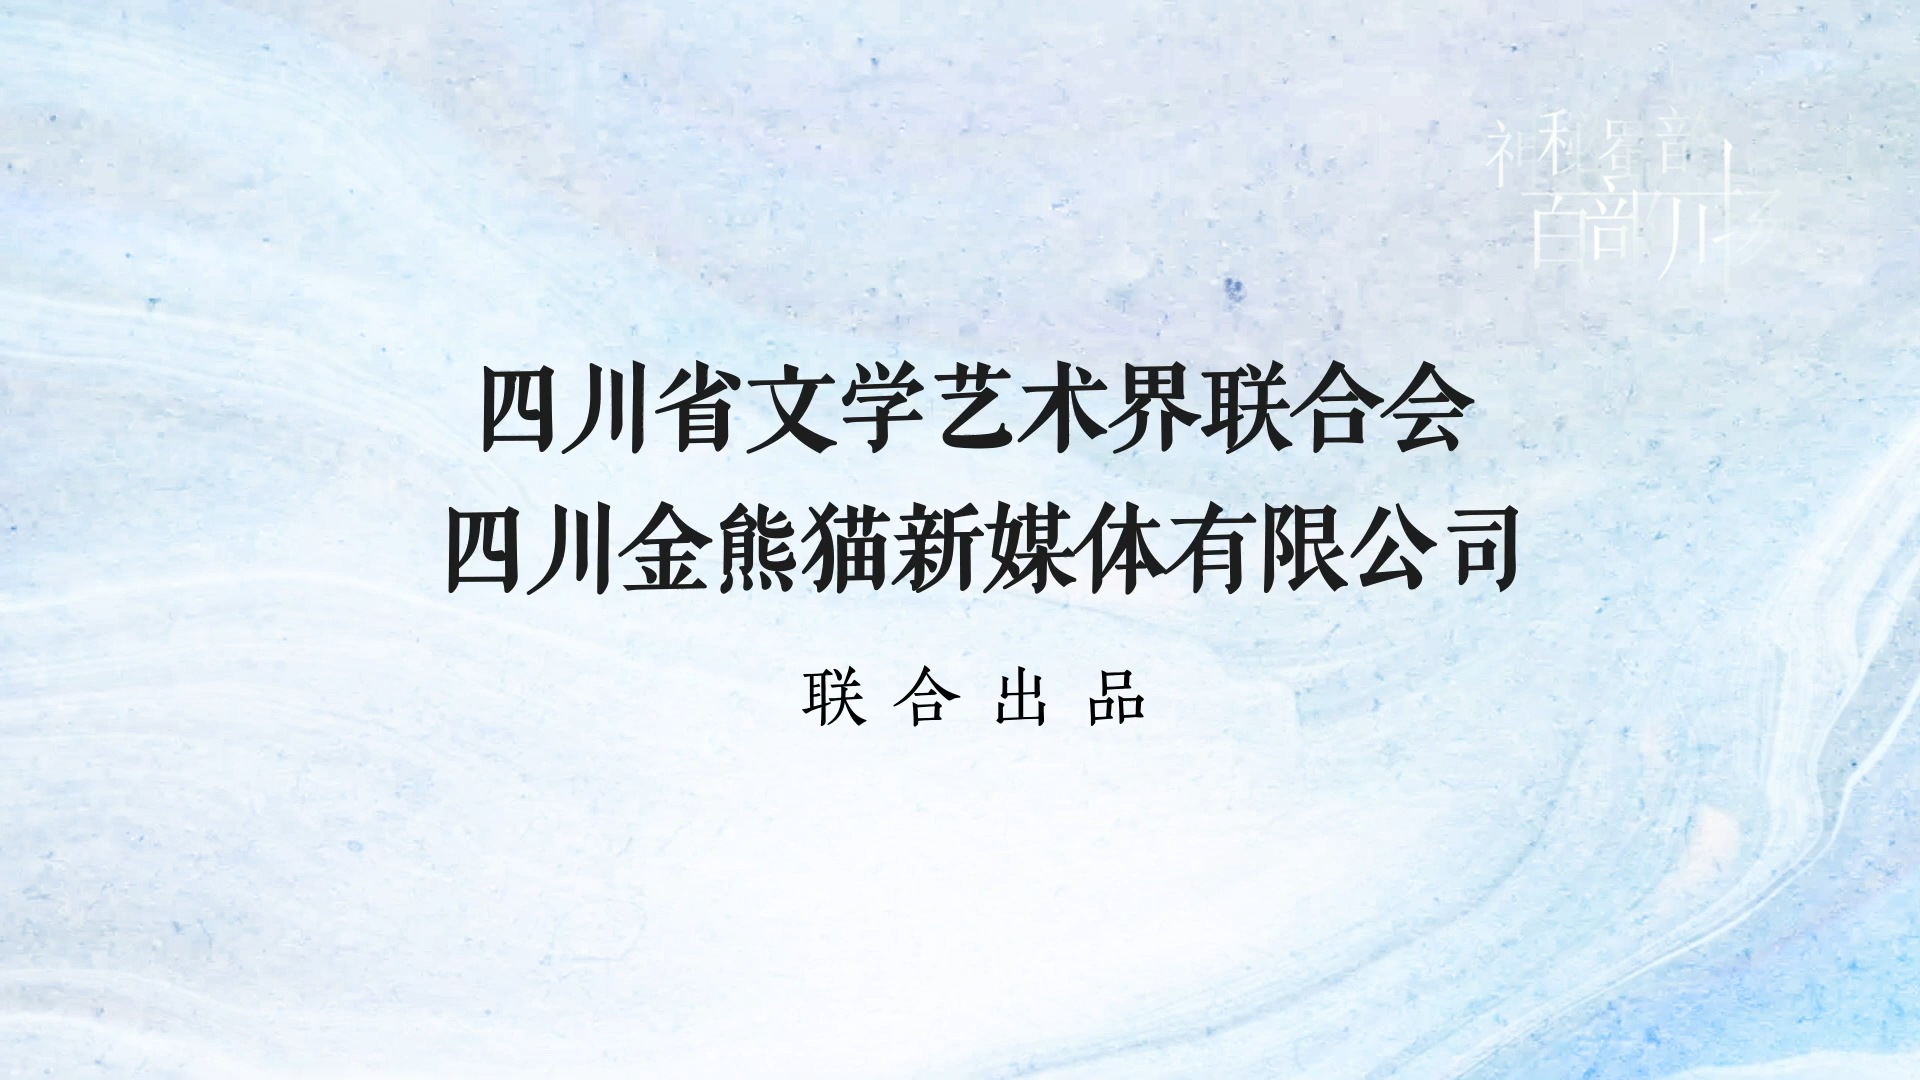 四川省文学艺术界联合会
四川金熊猫新媒体有限公司
联合出品